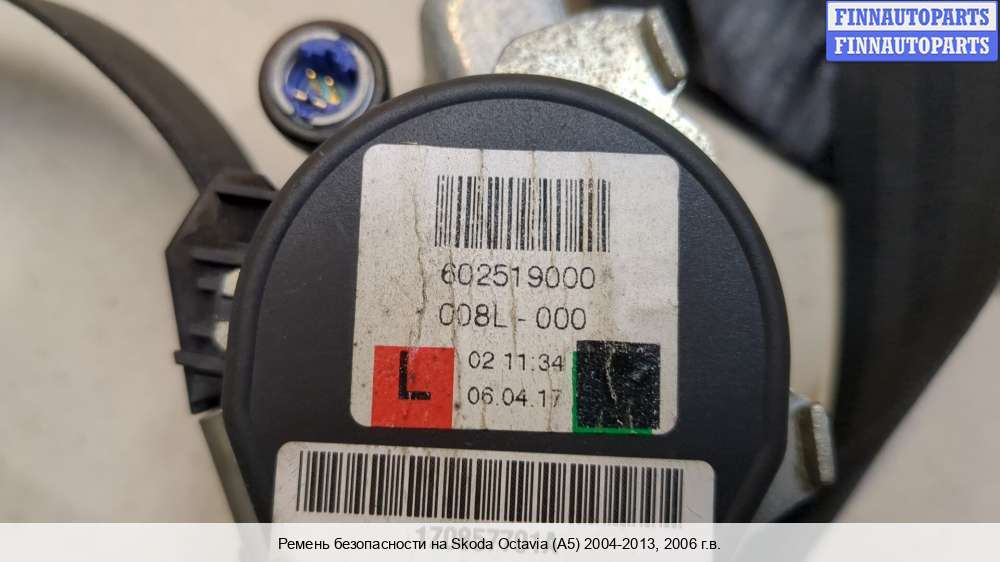 FINNAUTOPARTS
FINNAUTOPARTS
602519000
008L-000
L
02 11:34
06.04.17
Ремень безопасности на Skoda Octavia (A5) 2004-2013, 2006 г.в.